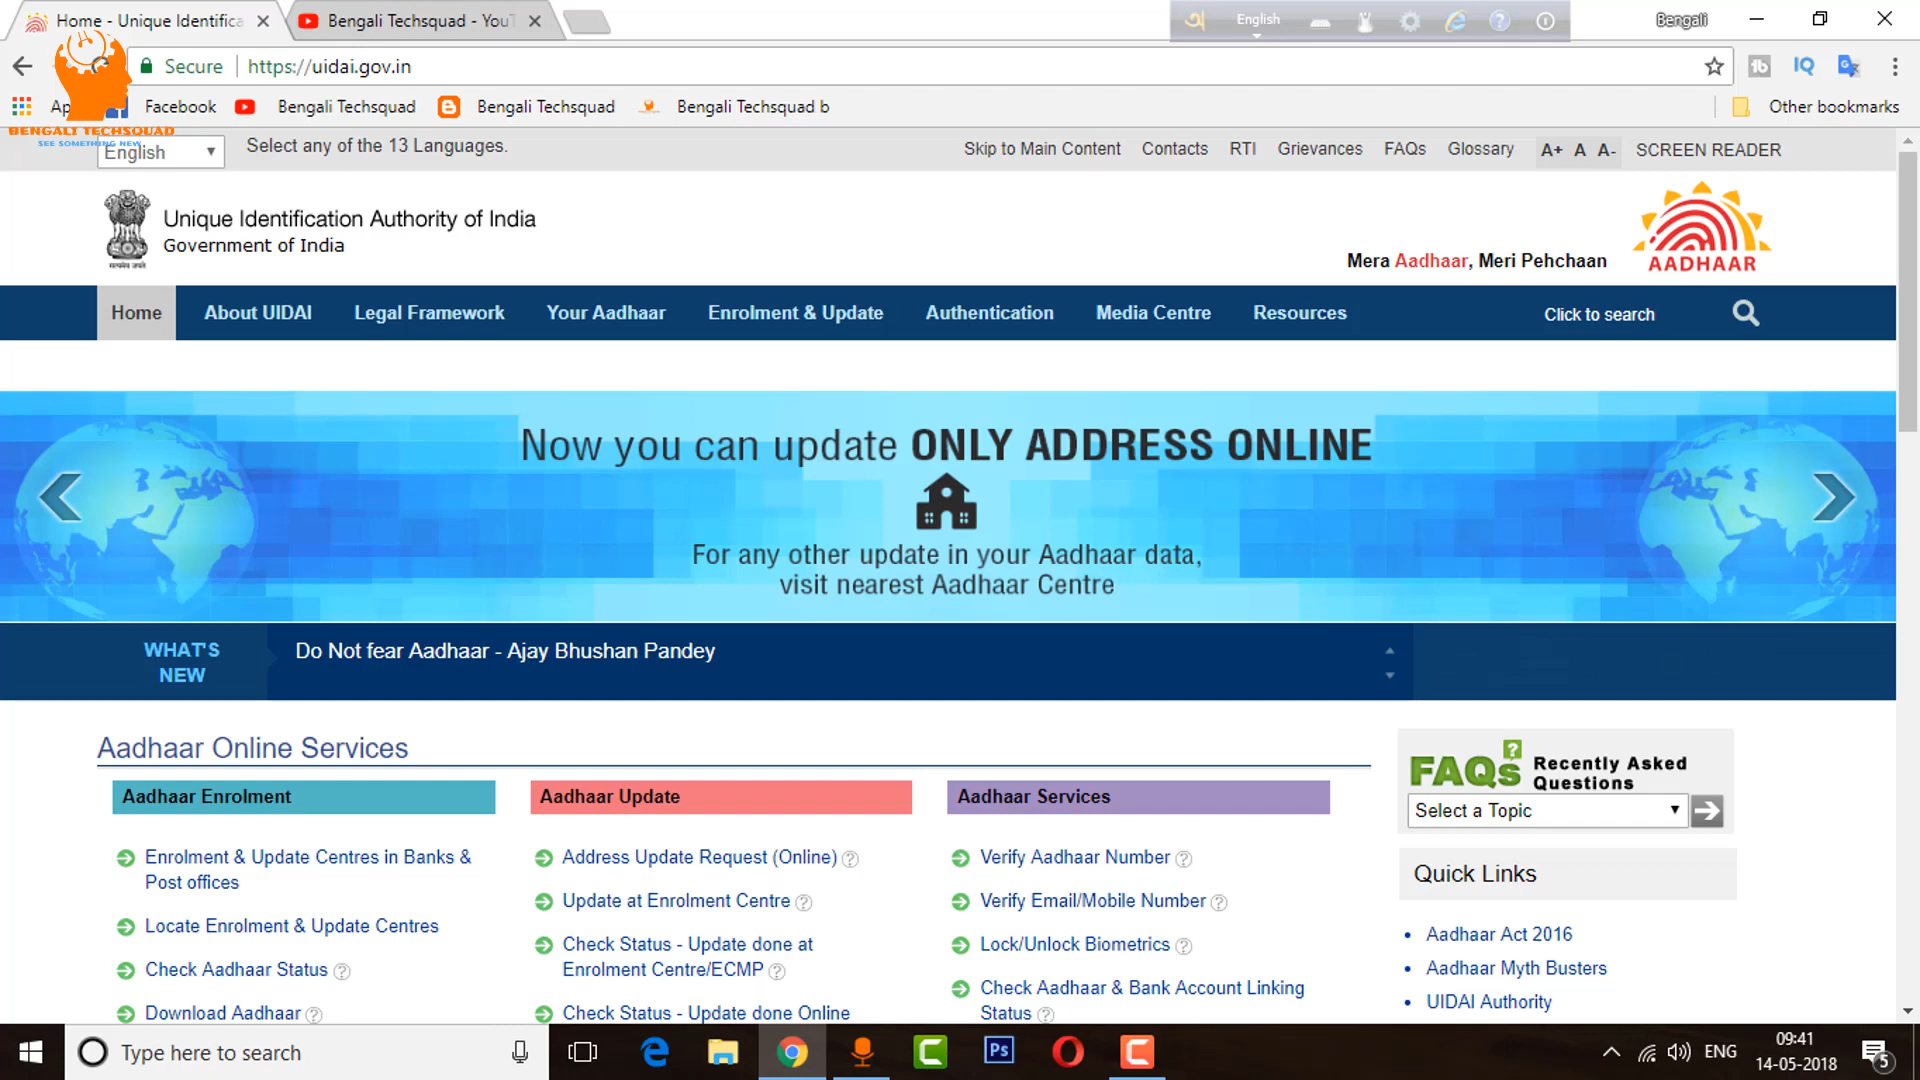 Home - Unique Identifica
Bengali Techsquad - YouT
English
Bengali
Secure
https://uidai.gov.in
Facebook
Bengali Techsquad
Bengali Techsquad
Bengali Techsquad b
Other bookmarks
BENGALI TECHSQUAD
SEE SOMETHING NEW
English
Select any of the 13 Languages.
Skip to Main Content
Contacts
RTI
Grievances
FAQs
Glossary
A+ A A-
SCREEN READER
Unique Identification Authority of India
Government of India
सत्यमेव जयते
Mera Aadhaar, Meri Pehchaan
AADHAAR
Home
About UIDAI
Legal Framework
Your Aadhaar
Enrolment & Update
Authentication
Media Centre
Resources
Click to search
Now you can update ONLY ADDRESS ONLINE
For any other update in your Aadhaar data,
visit nearest Aadhaar Centre
WHAT'S
NEW
Do Not fear Aadhaar - Ajay Bhushan Pandey
Aadhaar Online Services
Aadhaar Enrolment
Enrolment & Update Centres in Banks &
Post offices
Locate Enrolment & Update Centres
Check Aadhaar Status
Download Aadhaar
Aadhaar Update
Address Update Request (Online)
Update at Enrolment Centre
Check Status - Update done at
Enrolment Centre/ECMP
Check Status - Update done Online
Aadhaar Services
Verify Aadhaar Number
Verify Email/Mobile Number
Lock/Unlock Biometrics
Check Aadhaar & Bank Account Linking
Status
FAQs
Recently Asked
Questions
Select a Topic
Quick Links
Aadhaar Act 2016
Aadhaar Myth Busters
UIDAI Authority
Type here to search
Ps
ENG
09:41
14-05-2018
5